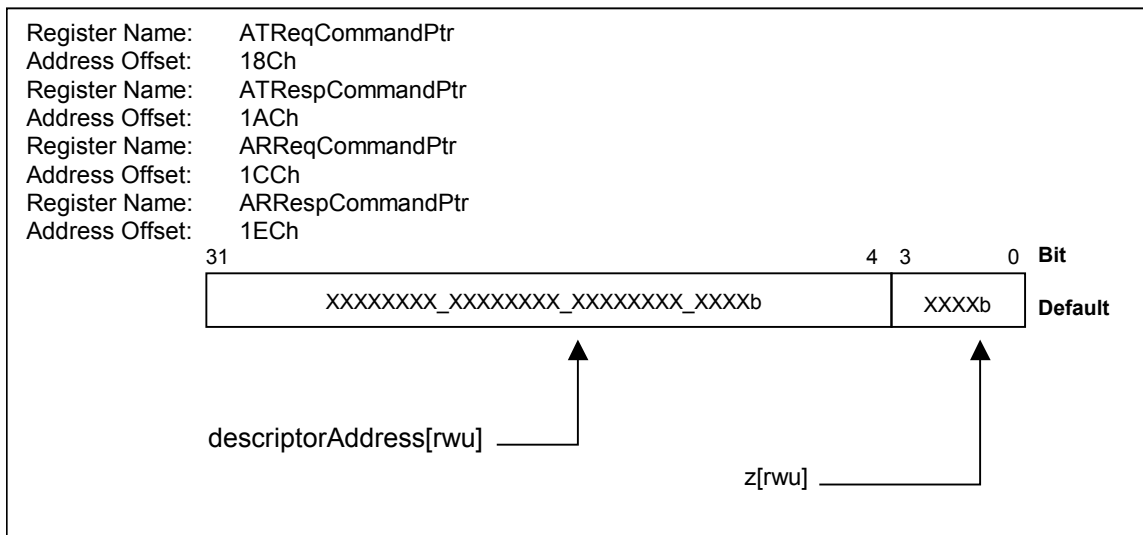 Register Name: ATReqCommandPtr
Address Offset: 18Ch
Register Name: ATRespCommandPtr
Address Offset: 1ACh
Register Name: ARReqCommandPtr
Address Offset: 1CCh
Register Name: ARRespCommandPtr
Address Offset: 1ECh
31 4 3 0 Bit
XXXXXXXX_XXXXXXXX_XXXXXXXX_XXXXb XXXXb Default
descriptorAddress[rwu]
z[rwu]